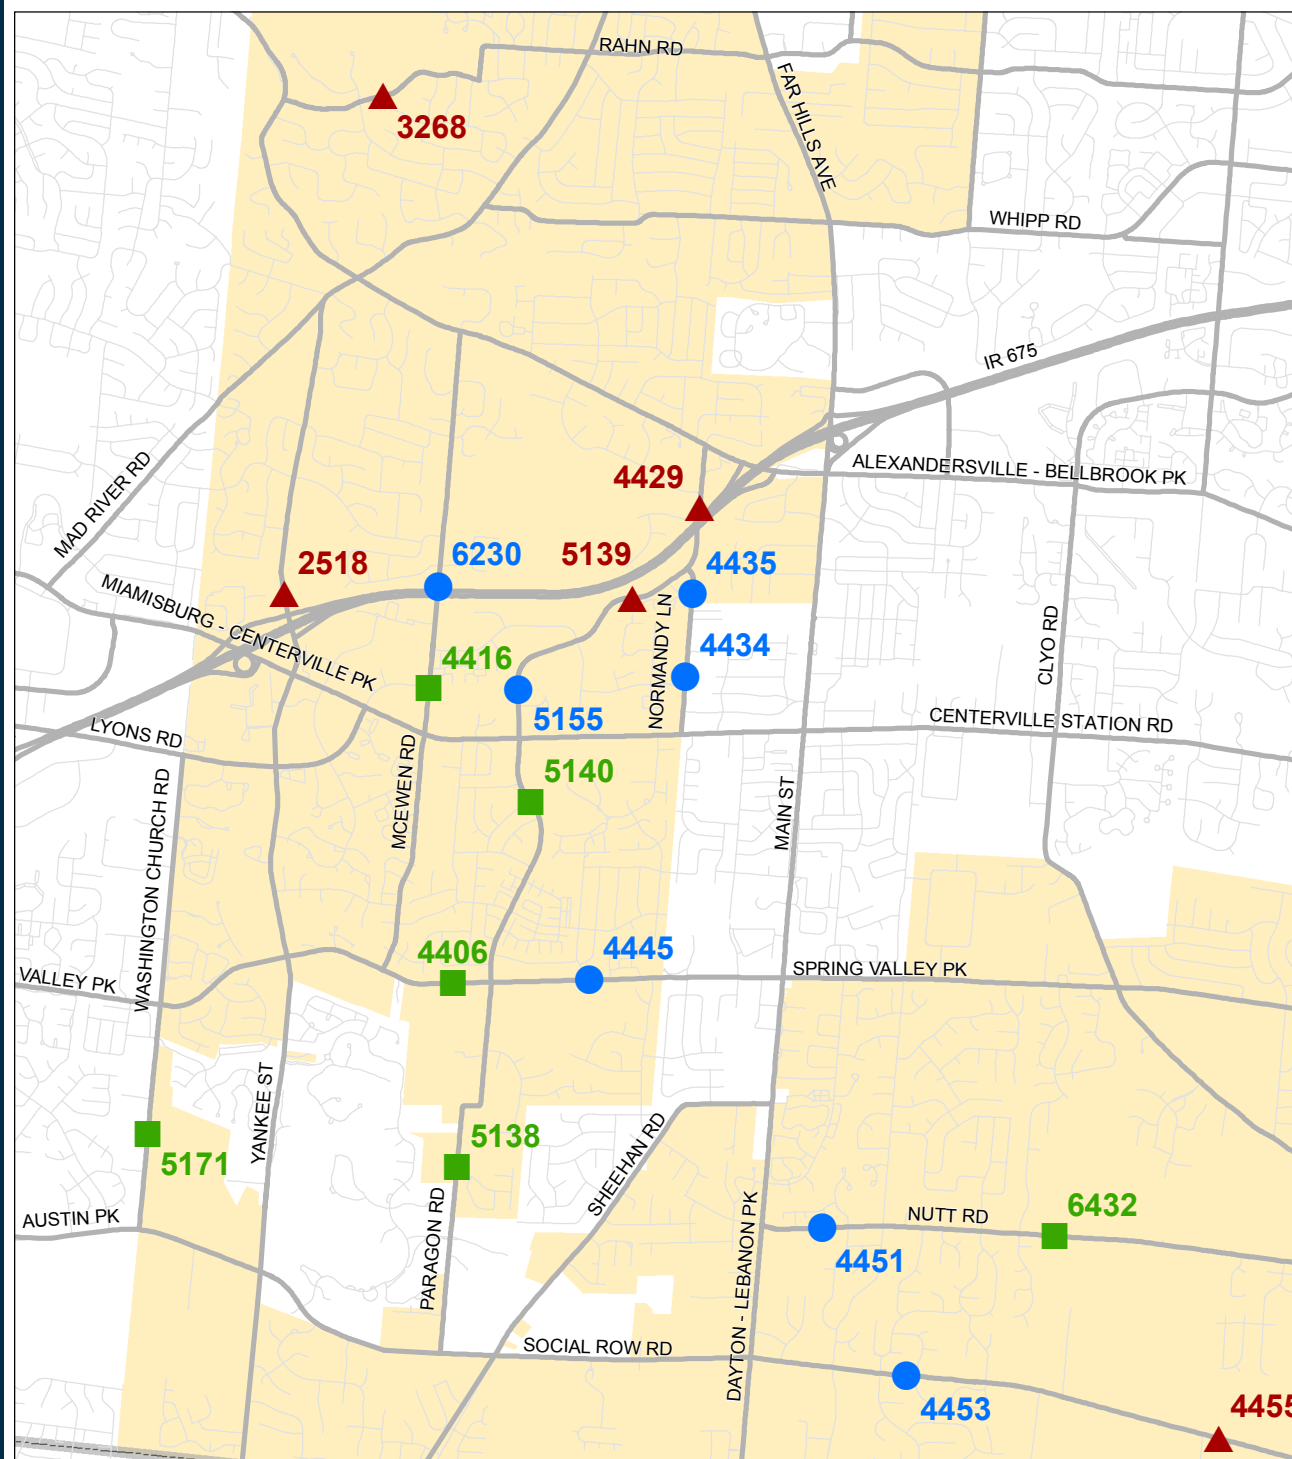 RAHN RD
FAR HILLS AVE
3268
WHIPP RD
IR 675
ALEXANDERSVILLE - BELLBROOK PK
4429
MAD RIVER RD
2518
6230
5139
4435
MIAMISBURG - CENTERVILLE PK
NORMANDY LN
CLYO RD
4416
4434
5155
LYONS RD
CENTERVILLE STATION RD
MCEWEN RD
5140
MAIN ST
WASHINGTON CHURCH RD
4406
4445
VALLEY PK
SPRING VALLEY PK
YANKEE ST
SHEEHAN RD
5138
5171
AUSTIN PK
PARAGON RD
DAYTON - LEBANON PK
NUTT RD
6432
4451
SOCIAL ROW RD
4453
4455